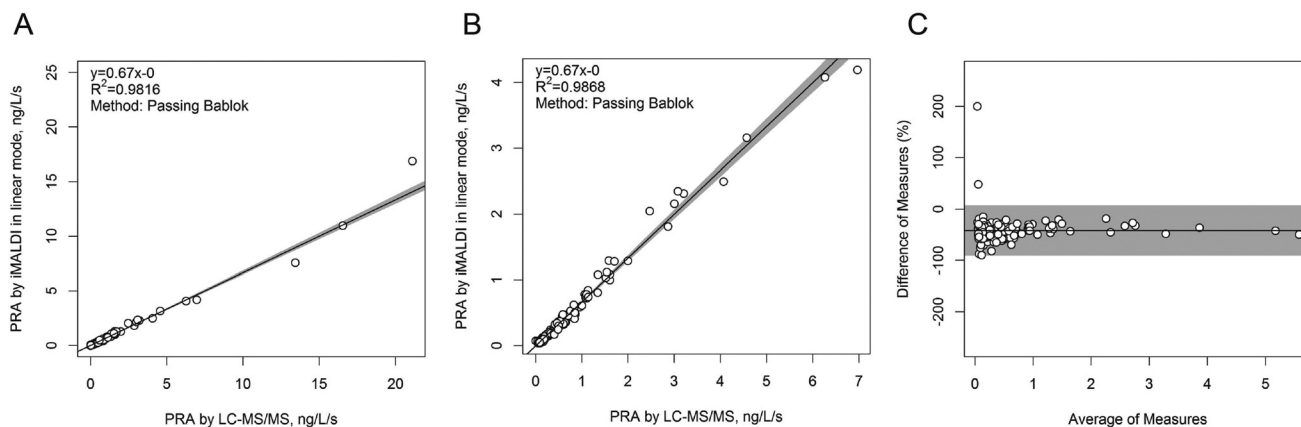 A
y=0.67x-0
R²=0.9816
Method: Passing Bablok
25
20
15
10
5
0
0 5 10 15 20
PRA by iMALDI in linear mode, ng/L/s
PRA by LC-MS/MS, ng/L/s
B
y=0.67x-0
R²=0.9868
Method: Passing Bablok
4
3
2
1
0
0 1 2 3 4 5 6 7
PRA by iMALDI in linear mode, ng/L/s
PRA by LC-MS/MS, ng/L/s
C
200
100
0
-100
-200
0 1 2 3 4 5
Difference of Measures (%)
Average of Measures